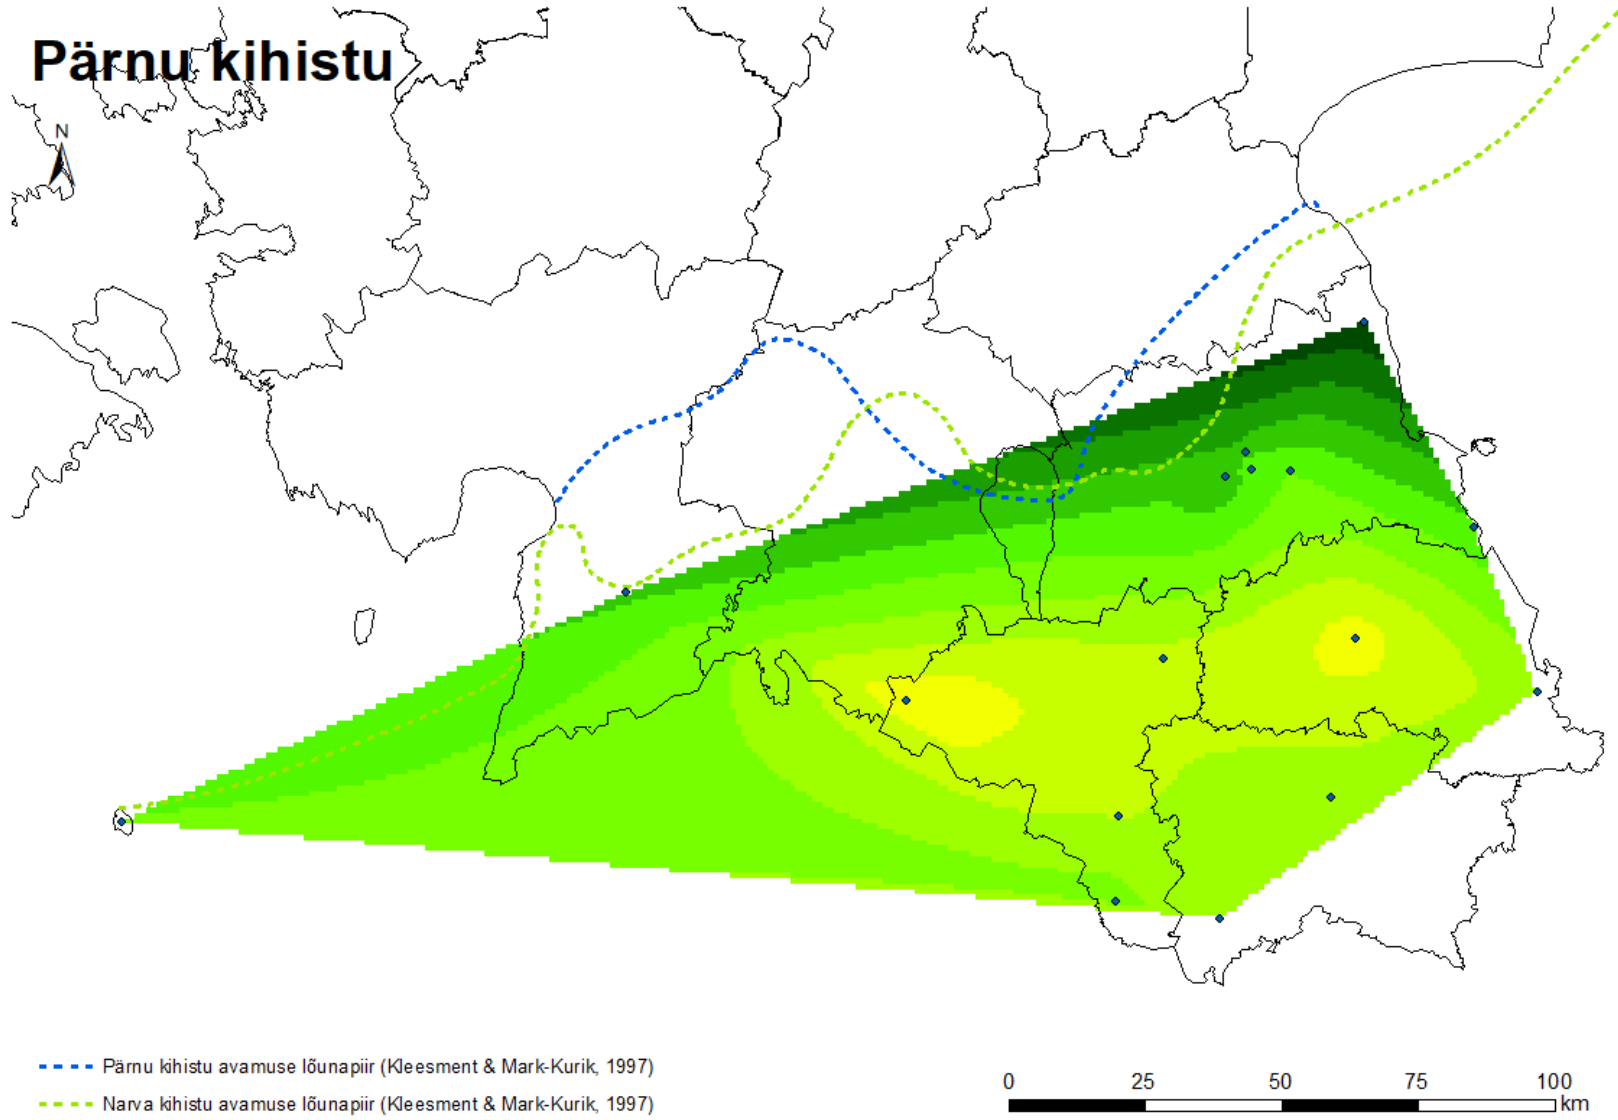 Pärnu kihistu
N
Pärnu kihistu avamuse lõunapiir (Kleesment & Mark-Kurik, 1997)
Narva kihistu avamuse lõunapiir (Kleesment & Mark-Kurik, 1997)
0 25 50 75 100
km